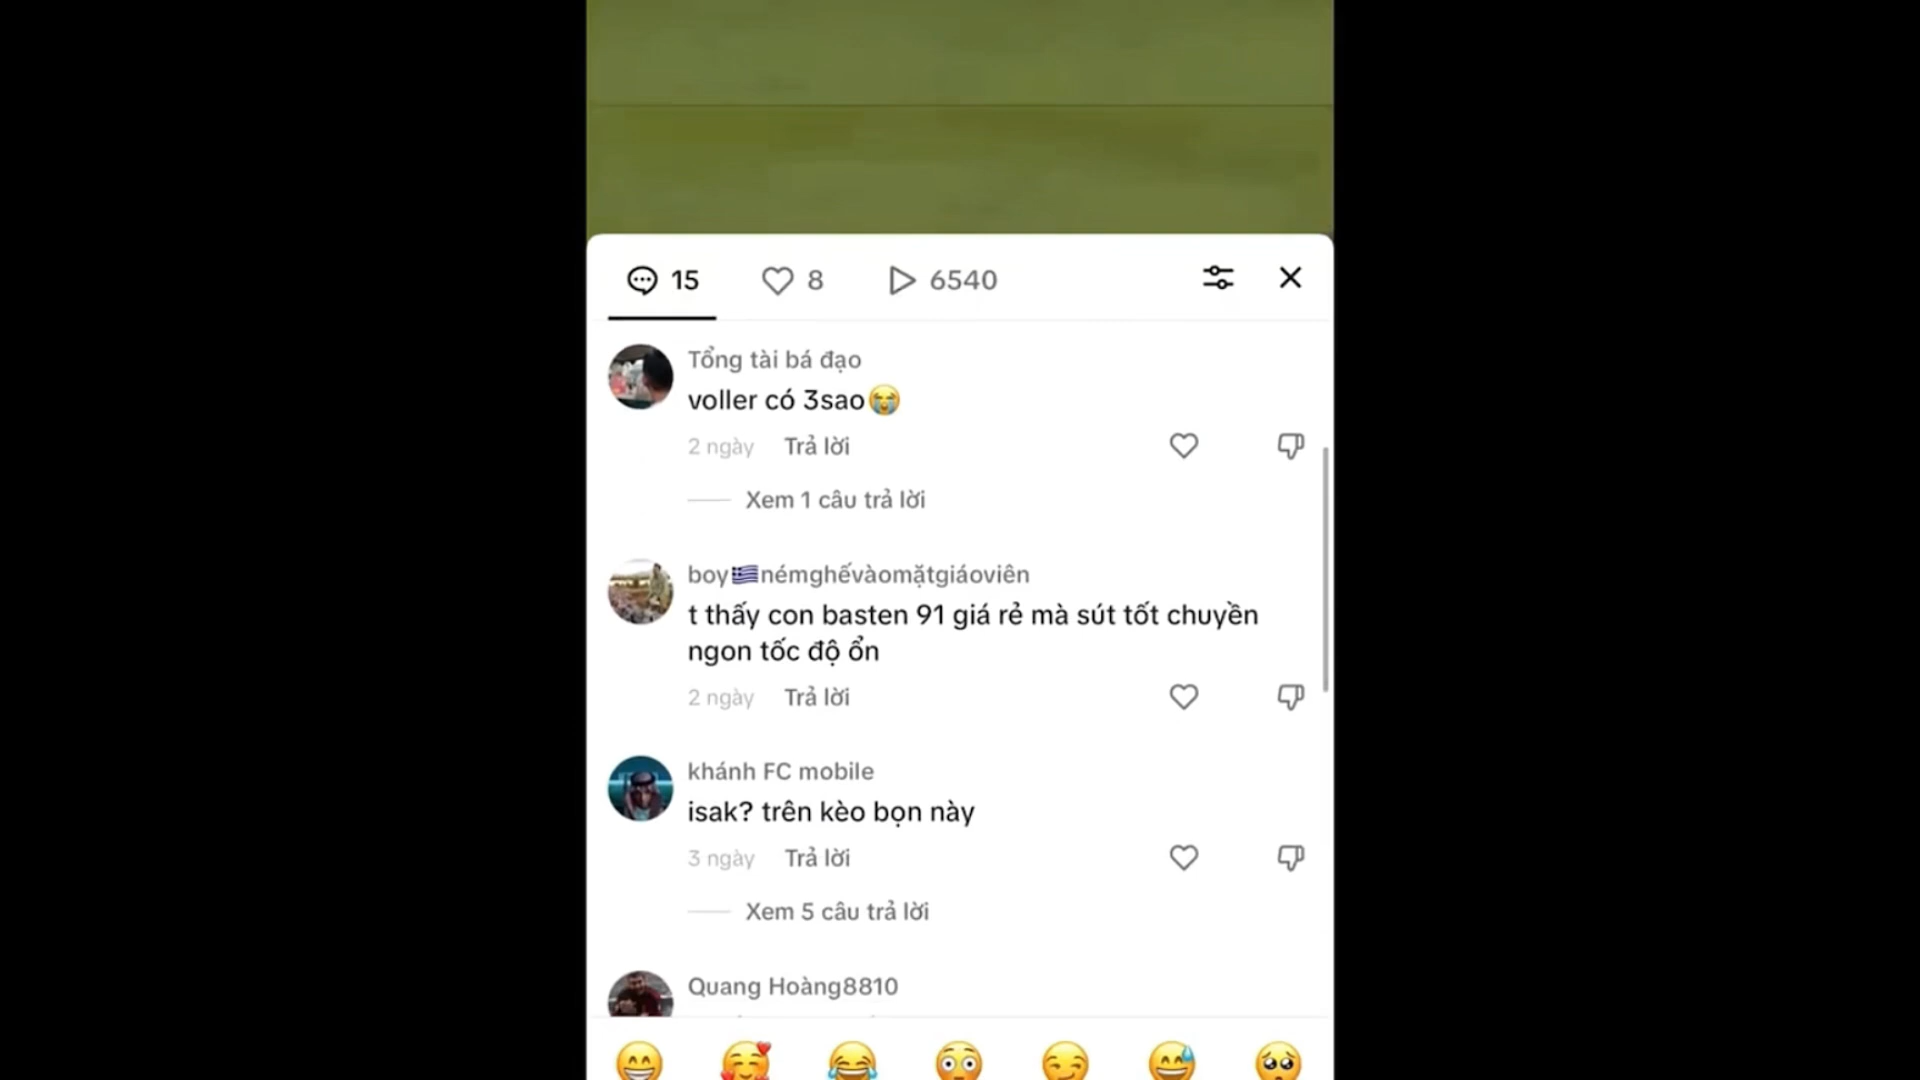 15 8 6540
Tổng tài bá đạo
voller có 3sao😭
2 ngày Trả lời
Xem 1 câu trả lời
boy🇬🇷némghếvàomặtgiáoviên
t thấy con basten 91 giá rẻ mà sút tốt chuyền
ngon tốc độ ổn
2 ngày Trả lời
khánh FC mobile
isak? trên kèo bọn này
3 ngày Trả lời
Xem 5 câu trả lời
Quang Hoàng8810